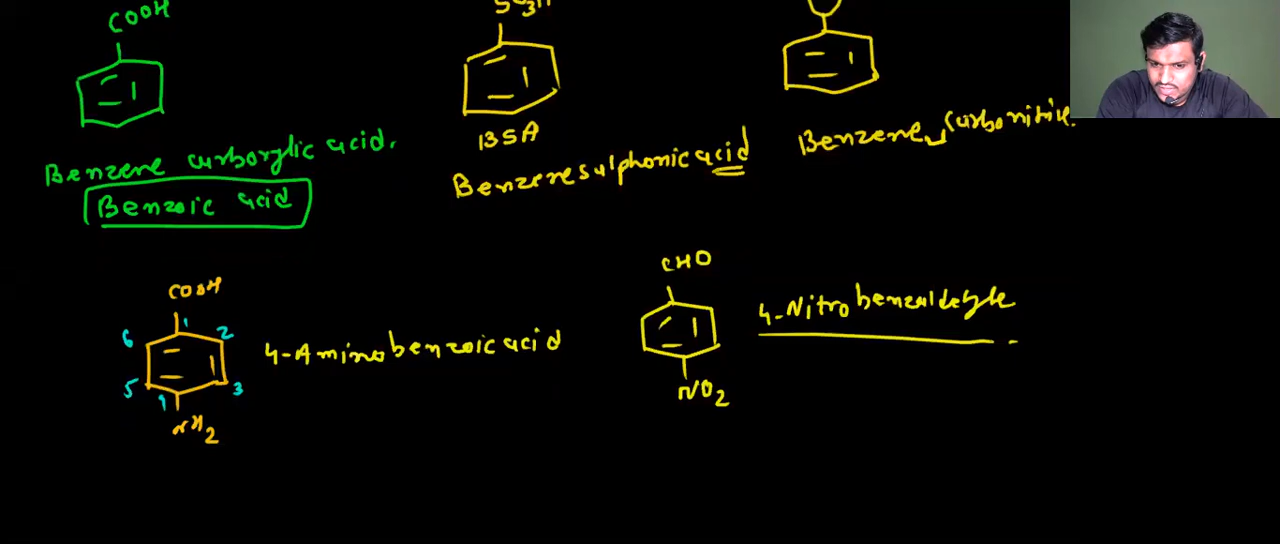 COOH
SO3H
Benzene carboxylic acid.
Benzoic acid
BSA
Benzenesulphonic acid
Benzene carbonitrile.
COOH
1
6
2
5
3
4
NH2
4-Aminobenzoic acid
CHO
NO2
4-Nitrobenzaldehyde